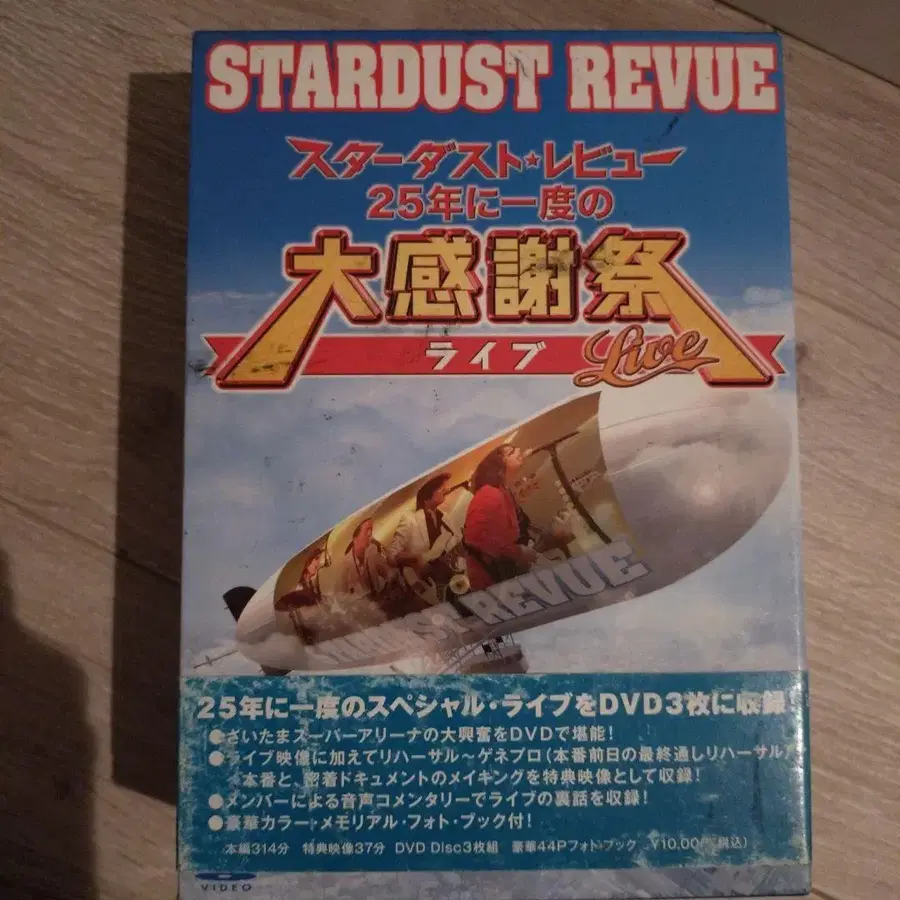 STARDUST REVUE
スターダスト☆レビュー
25年に一度の
大感謝祭
ライブ Live
STARDUST REVUE
25年に一度のスペシャル・ライブをDVD3枚に収録
●さいたまスーパーアリーナの大興奮をDVDで堪能!
●ライブ映像に加えてリハーサル～ゲネプロ(本番前日の最終通しリハーサル)
本番と、密着ドキュメントのメイキングを特典映像として収録!
●メンバーによる音声コメンタリーでライブの裏話を収録!
●豪華カラー・メモリアル・フォト・ブック付!
本編314分 特典映像37分 DVD Disc3枚組 豪華44Pフォト・ブック ¥10,00 (税込)
VIDEO